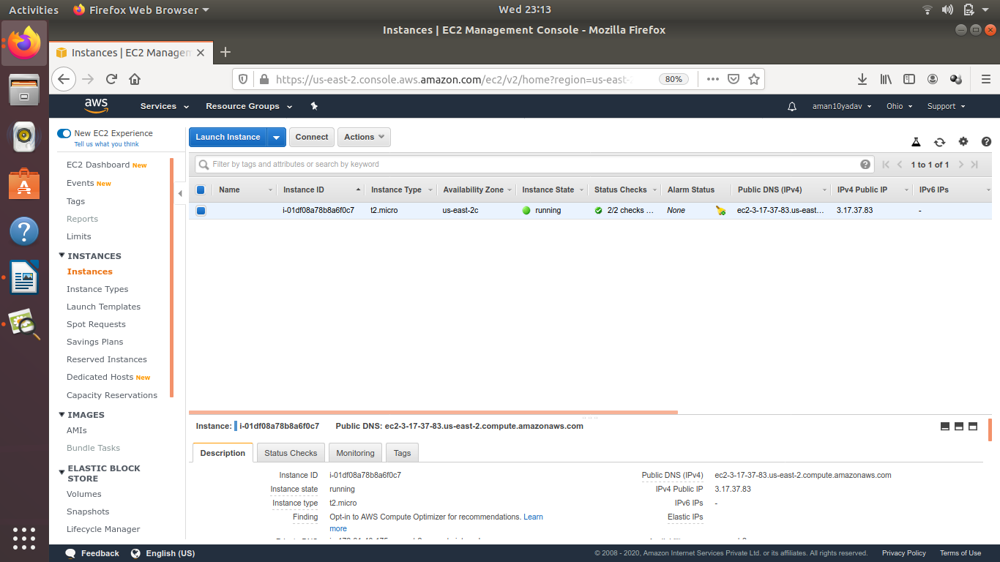 Activities Firefox Web Browser Wed 23:13
Instances | EC2 Management Console - Mozilla Firefox
Instances | EC2 Managem
https://us-east-2.console.aws.amazon.com/ec2/v2/home?region=us-east- 80%
aws Services Resource Groups aman10yadav Ohio Support
New EC2 Experience
Tell us what you think
EC2 Dashboard New
Events New
Tags
Reports
Limits
INSTANCES
Instances
Instance Types
Launch Templates
Spot Requests
Savings Plans
Reserved Instances
Dedicated Hosts New
Capacity Reservations
IMAGES
AMIs
Bundle Tasks
ELASTIC BLOCK
STORE
Volumes
Snapshots
Lifecycle Manager
Launch Instance Connect Actions
Filter by tags and attributes or search by keyword 1 to 1 of 1
Name Instance ID Instance Type Availability Zone Instance State Status Checks Alarm Status Public DNS (IPv4) IPv4 Public IP IPv6 IPs
i-01df08a78b8a6f0c7 t2.micro us-east-2c running 2/2 checks … None ec2-3-17-37-83.us-east… 3.17.37.83 -
Instance: i-01df08a78b8a6f0c7 Public DNS: ec2-3-17-37-83.us-east-2.compute.amazonaws.com
Description Status Checks Monitoring Tags
Instance ID i-01df08a78b8a6f0c7 Public DNS (IPv4) ec2-3-17-37-83.us-east-2.compute.amazonaws.com
Instance state running IPv4 Public IP 3.17.37.83
Instance type t2.micro IPv6 IPs -
Finding Opt-in to AWS Compute Optimizer for recommendations. Learn Elastic IPs
more
Feedback English (US) © 2008 - 2020, Amazon Internet Services Private Ltd. or its affiliates. All rights reserved. Privacy Policy Terms of Use